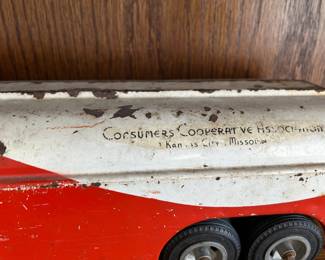 Consumers Cooperative Association
Kansas City, Missouri